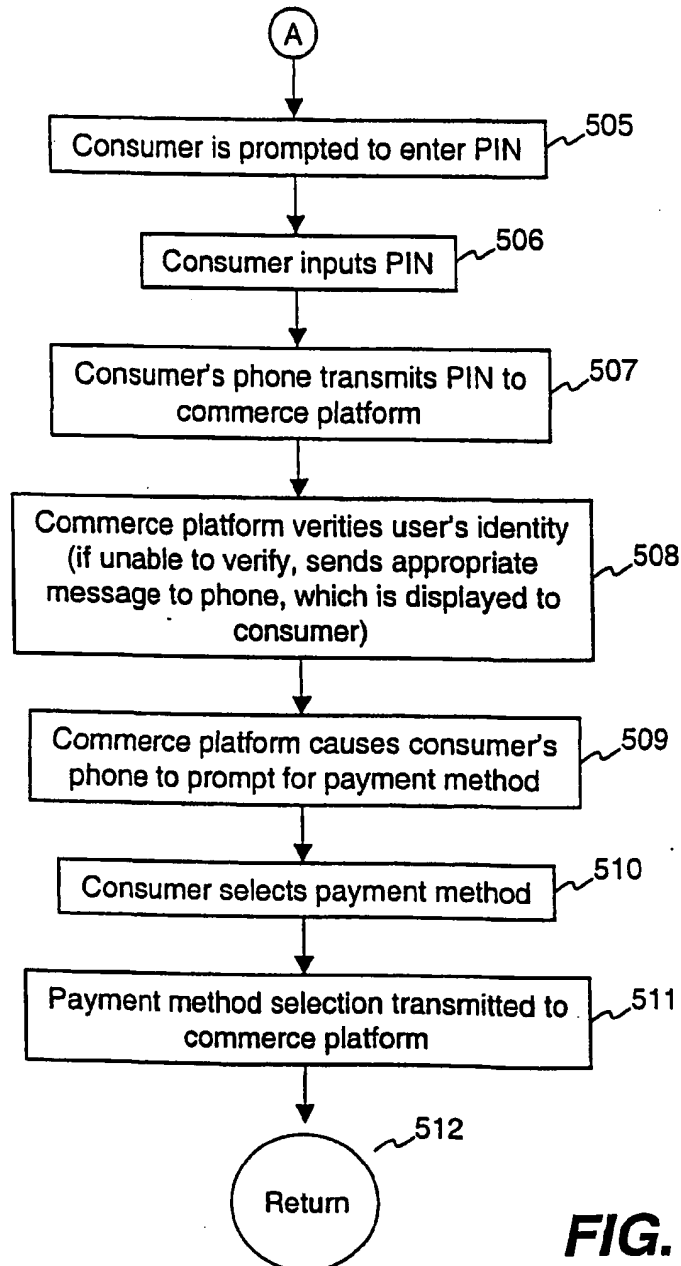 A
Consumer is prompted to enter PIN
505
Consumer inputs PIN
506
Consumer's phone transmits PIN to
commerce platform
507
Commerce platform verities user's identity
(if unable to verify, sends appropriate
message to phone, which is displayed to
consumer)
508
Commerce platform causes consumer's
phone to prompt for payment method
509
Consumer selects payment method
510
Payment method selection transmitted to
commerce platform
511
Return
512
FIG.